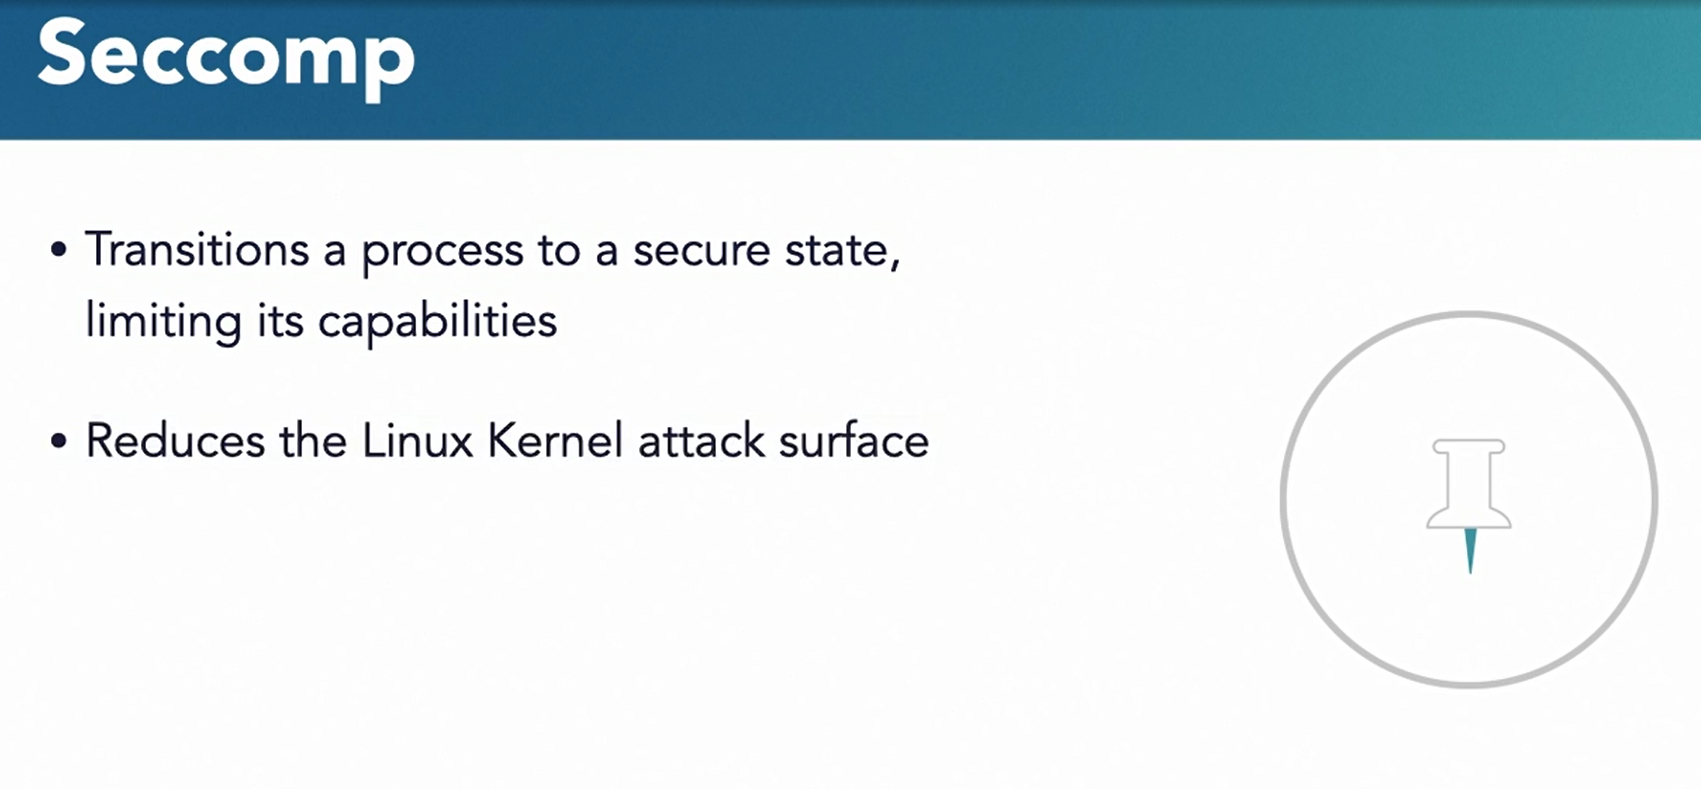 Seccomp
• Transitions a process to a secure state,
limiting its capabilities
• Reduces the Linux Kernel attack surface